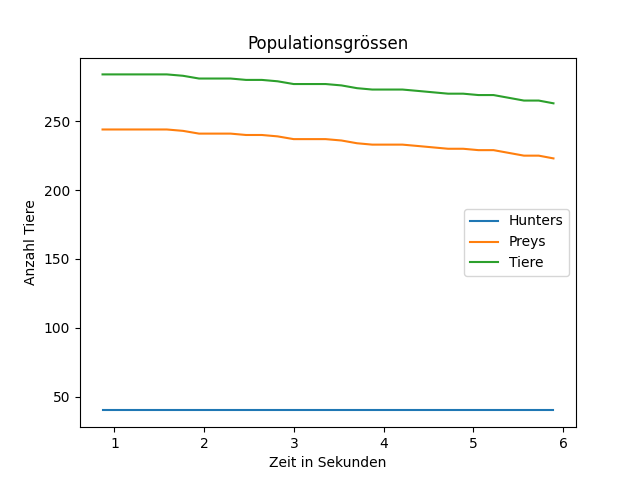 Populationsgrössen
Anzahl Tiere
250
200
150
100
50
Hunters
Preys
Tiere
1 2 3 4 5 6
Zeit in Sekunden